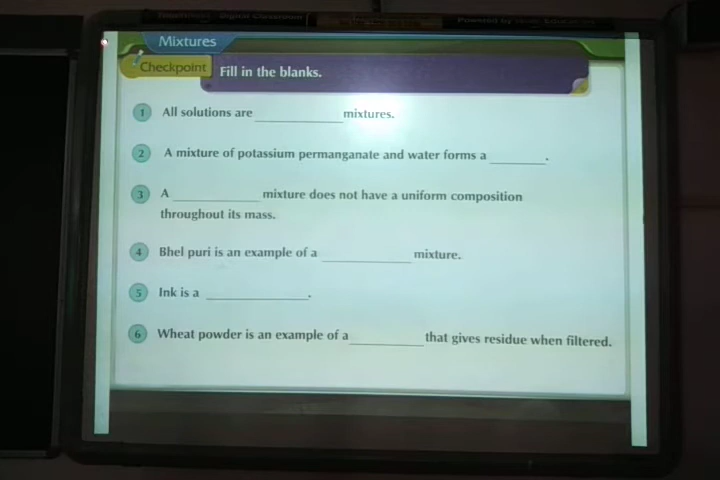 Mixtures
Checkpoint
Fill in the blanks.
1 All solutions are ____________ mixtures.
2 A mixture of potassium permanganate and water forms a ________.
3 A ____________ mixture does not have a uniform composition
throughout its mass.
4 Bhel puri is an example of a ____________ mixture.
5 Ink is a ______________.
6 Wheat powder is an example of a __________ that gives residue when filtered.